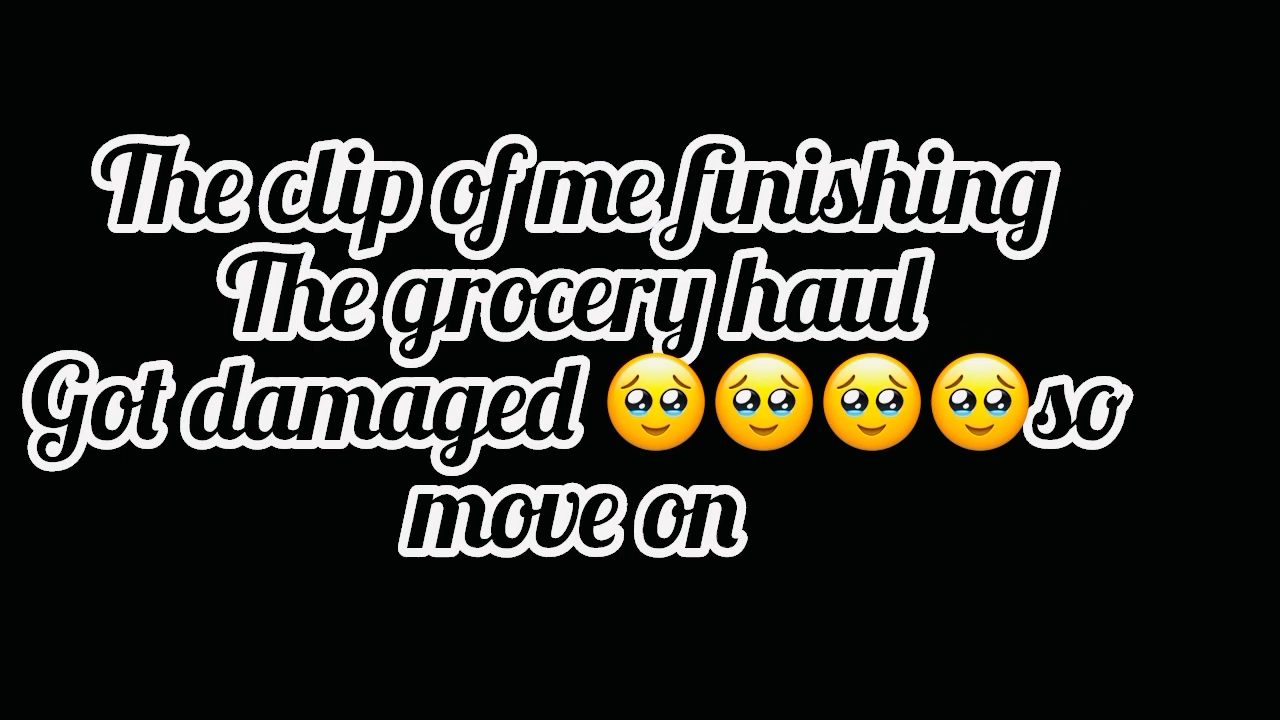 The clip of me finishing
The grocery haul
Got damaged 🥹🥹🥹🥹so
move on